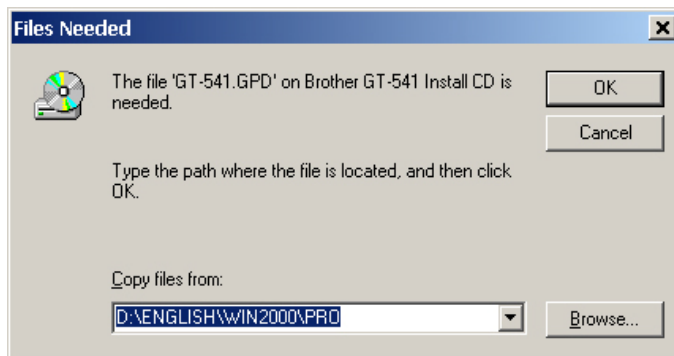 Files Needed
The file 'GT-541.GPD' on Brother GT-541 Install CD is
needed.
OK
Cancel
Type the path where the file is located, and then click
OK.
Copy files from:
D:\ENGLISH\WIN2000\PRO
Browse...